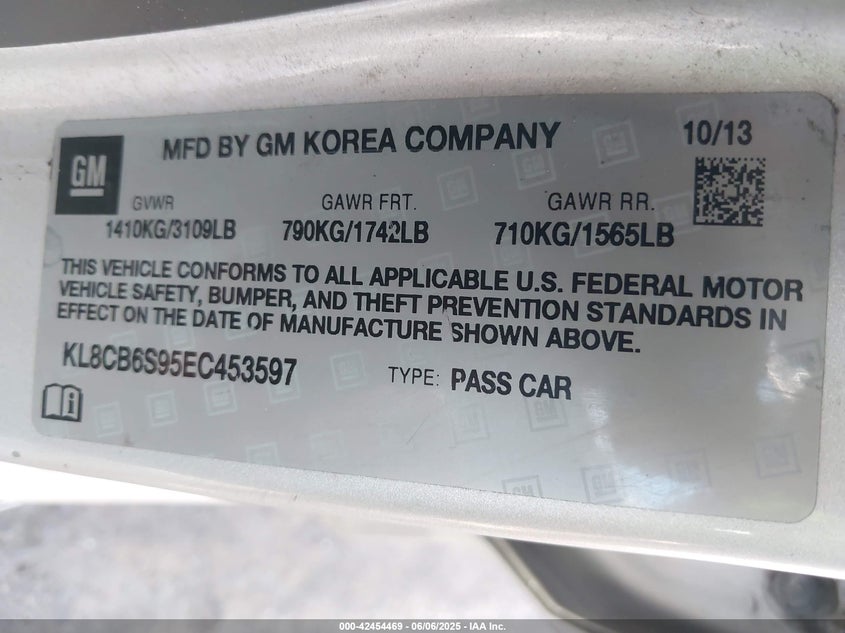 GM
MFD BY GM KOREA COMPANY
10/13
GVWR
GAWR FRT.
GAWR RR.
1410KG/3109LB
790KG/1742LB
710KG/1565LB
THIS VEHICLE CONFORMS TO ALL APPLICABLE U.S. FEDERAL MOTOR
VEHICLE SAFETY, BUMPER, AND THEFT PREVENTION STANDARDS IN
EFFECT ON THE DATE OF MANUFACTURE SHOWN ABOVE.
KL8CB6S95EC453597
TYPE: PASS CAR
000-42454469 - 06/06/2025 - IAA Inc.